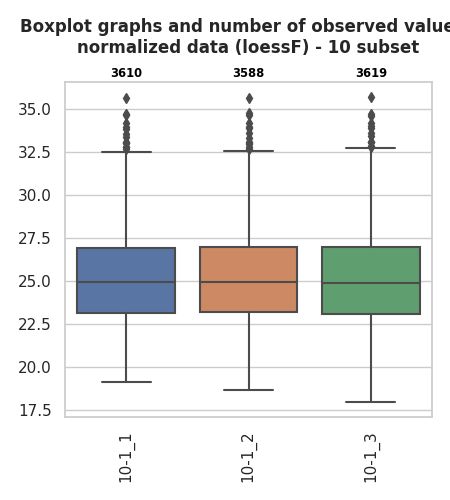 Boxplot graphs and number of observed value
normalized data (loessF) - 10 subset
3610 3588 3619
35.0
32.5
30.0
27.5
25.0
22.5
20.0
17.5
10-1_1 10-1_2 10-1_3